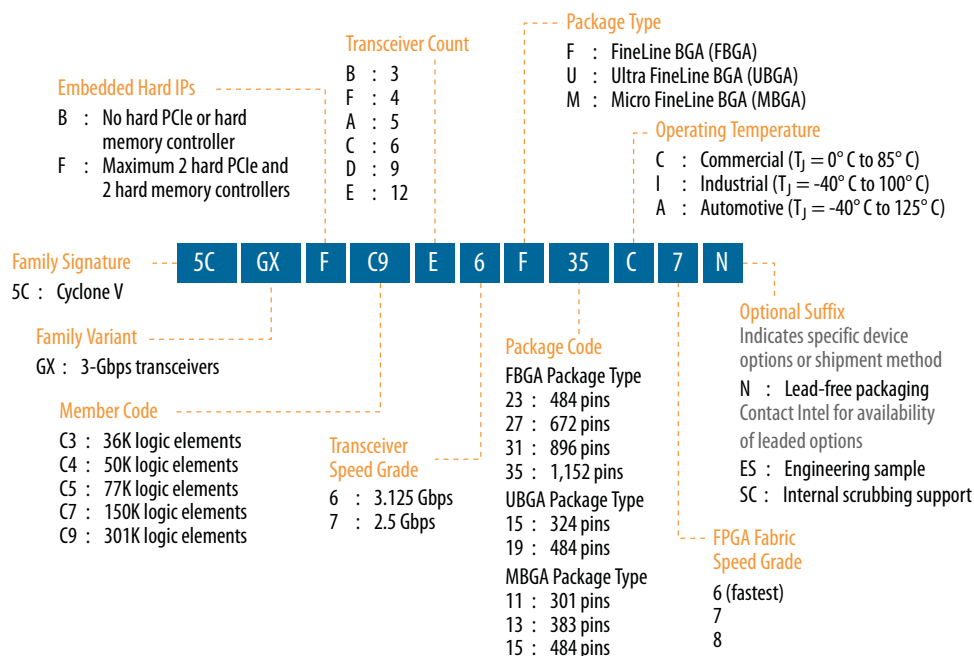 Package Type
F : FineLine BGA (FBGA)
U : Ultra FineLine BGA (UBGA)
M : Micro FineLine BGA (MBGA)
Transceiver Count
B : 3
F : 4
A : 5
C : 6
D : 9
E : 12
Embedded Hard IPs
B : No hard PCIe or hard
memory controller
F : Maximum 2 hard PCIe and
2 hard memory controllers
Operating Temperature
C : Commercial (TJ = 0° C to 85° C)
I : Industrial (TJ = -40° C to 100° C)
A : Automotive (TJ = -40° C to 125° C)
5C GX F C9 E 6 F 35 C 7 N
Family Signature
5C : Cyclone V
Family Variant
GX : 3-Gbps transceivers
Member Code
C3 : 36K logic elements
C4 : 50K logic elements
C5 : 77K logic elements
C7 : 150K logic elements
C9 : 301K logic elements
Transceiver
Speed Grade
6 : 3.125 Gbps
7 : 2.5 Gbps
Package Code
FBGA Package Type
23 : 484 pins
27 : 672 pins
31 : 896 pins
35 : 1,152 pins
UBGA Package Type
15 : 324 pins
19 : 484 pins
MBGA Package Type
11 : 301 pins
13 : 383 pins
15 : 484 pins
FPGA Fabric
Speed Grade
6 (fastest)
7
8
Optional Suffix
Indicates specific device
options or shipment method
N : Lead-free packaging
Contact Intel for availability
of leaded options
ES : Engineering sample
SC : Internal scrubbing support